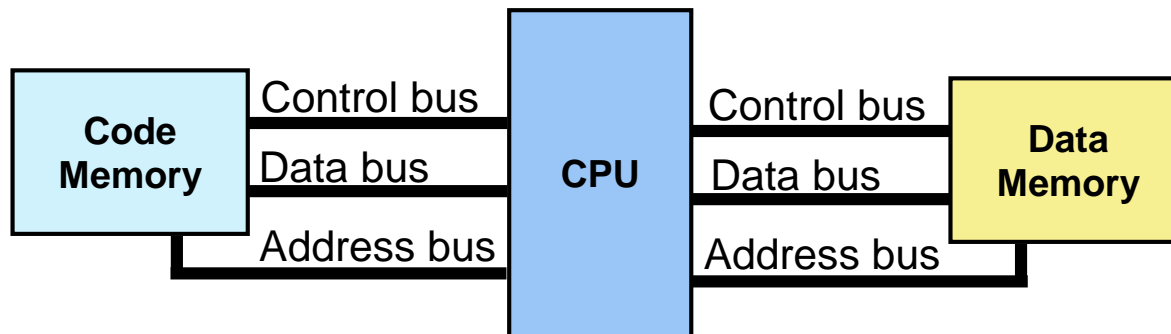 Code
Memory
Control bus
Data bus
Address bus
CPU
Control bus
Data bus
Address bus
Data
Memory